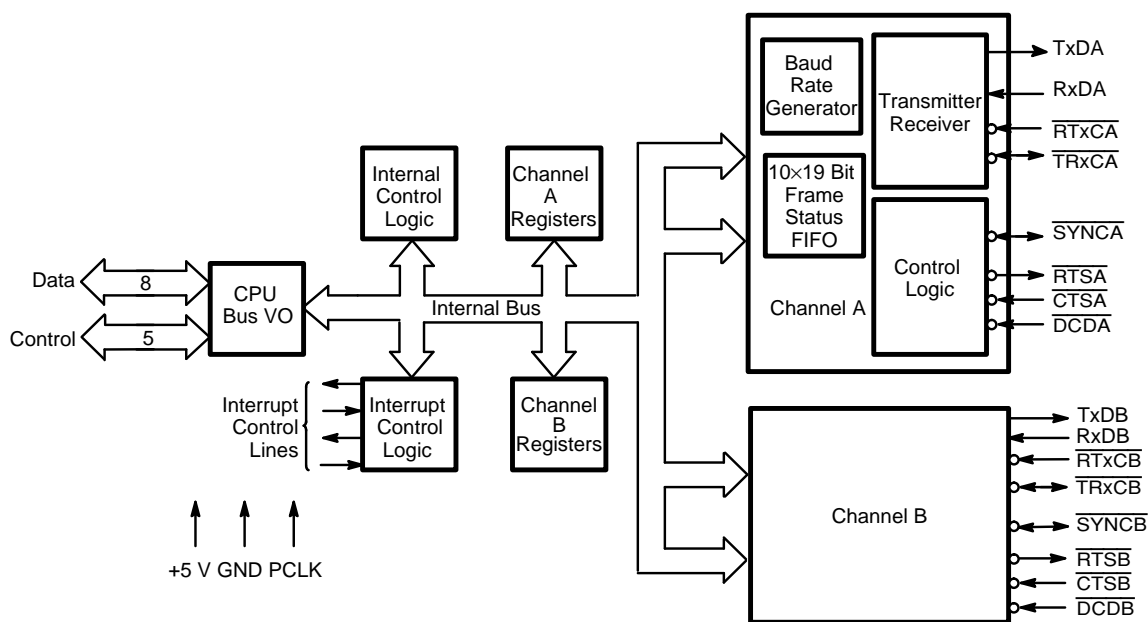 Data
8
Control
5
CPU
Bus VO
Internal
Control
Logic
Channel
A
Registers
Internal Bus
Interrupt
Control
Lines
Interrupt
Control
Logic
Channel
B
Registers
+5 V GND PCLK
Baud
Rate
Generator
Transmitter
Receiver
10×19 Bit
Frame
Status
FIFO
Control
Logic
Channel A
TxDA
RxDA
RTxCA
TRxCA
SYNCA
RTSA
CTSA
DCDA
Channel B
TxDB
RxDB
RTxCB
TRxCB
SYNCB
RTSB
CTSB
DCDB